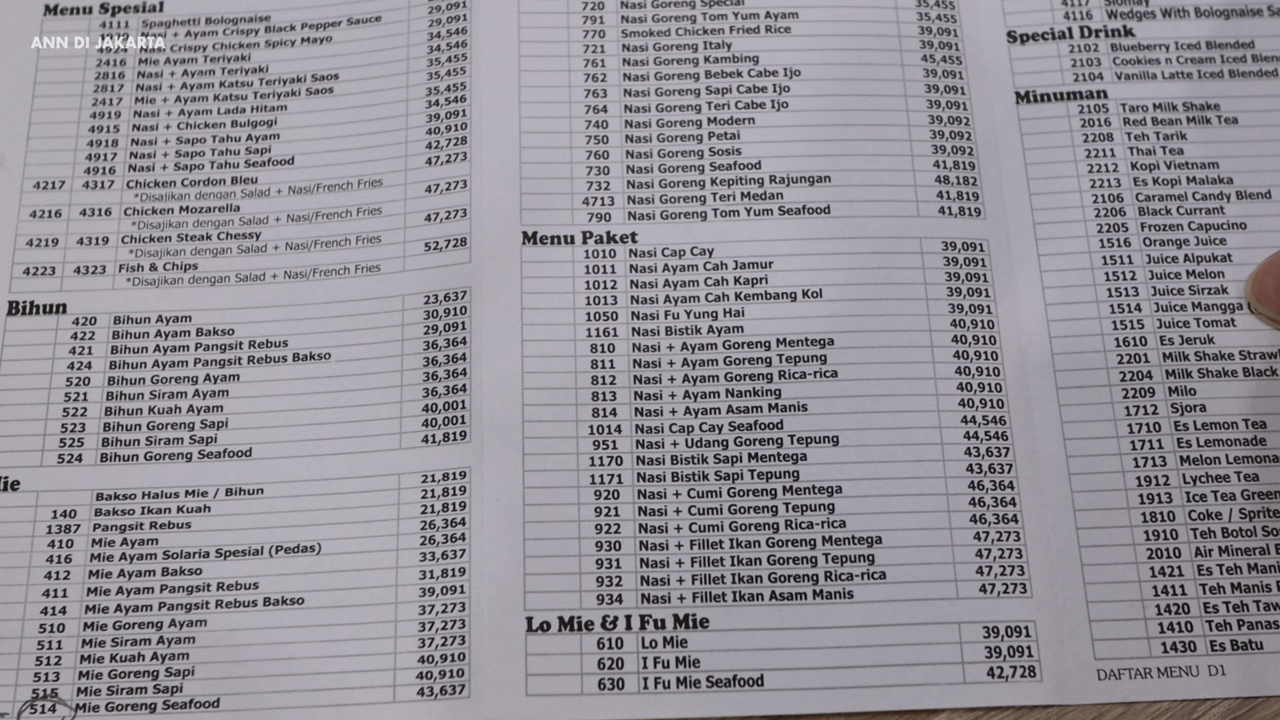 ANN DI JAKARTA
Menu Spesial
4111 Spaghetti Bolognaise 29,091
Nasi + Ayam Crispy Black Pepper Sauce 29,091
4924 Nasi Crispy Chicken Spicy Mayo 34,546
2416 Mie Ayam Teriyaki 34,546
2816 Nasi + Ayam Teriyaki 35,455
2817 Nasi + Ayam Katsu Teriyaki Saos 35,455
2417 Mie + Ayam Katsu Teriyaki Saos 35,455
4919 Nasi + Ayam Lada Hitam 34,546
4915 Nasi + Chicken Bulgogi 39,091
4918 Nasi + Sapo Tahu Ayam 40,910
4917 Nasi + Sapo Tahu Sapi 42,728
4916 Nasi + Sapo Tahu Seafood 47,273
4217 4317 Chicken Cordon Bleu 47,273
*Disajikan dengan Salad + Nasi/French Fries
4216 4316 Chicken Mozarella 47,273
*Disajikan dengan Salad + Nasi/French Fries
4219 4319 Chicken Steak Chessy 52,728
*Disajikan dengan Salad + Nasi/French Fries
4223 4323 Fish & Chips
*Disajikan dengan Salad + Nasi/French Fries
Bihun
420 Bihun Ayam 23,637
422 Bihun Ayam Bakso 30,910
421 Bihun Ayam Pangsit Rebus 29,091
424 Bihun Ayam Pangsit Rebus Bakso 36,364
520 Bihun Goreng Ayam 36,364
521 Bihun Siram Ayam 36,364
522 Bihun Kuah Ayam 36,364
523 Bihun Goreng Sapi 40,001
525 Bihun Siram Sapi 40,001
524 Bihun Goreng Seafood 41,819
Bakso Halus Mie / Bihun 21,819
140 Bakso Ikan Kuah 21,819
1387 Pangsit Rebus 21,819
410 Mie Ayam 26,364
416 Mie Ayam Solaria Spesial (Pedas) 26,364
412 Mie Ayam Bakso 33,637
411 Mie Ayam Pangsit Rebus 31,819
414 Mie Ayam Pangsit Rebus Bakso 39,091
510 Mie Goreng Ayam 37,273
511 Mie Siram Ayam 37,273
512 Mie Kuah Ayam 37,273
513 Mie Goreng Sapi 40,910
515 Mie Siram Sapi 40,910
514 Mie Goreng Seafood 43,637
720 Nasi Goreng Special 35,455
791 Nasi Goreng Tom Yum Ayam 35,455
770 Smoked Chicken Fried Rice 39,091
721 Nasi Goreng Italy 39,091
761 Nasi Goreng Kambing 45,455
762 Nasi Goreng Bebek Cabe Ijo 39,091
763 Nasi Goreng Sapi Cabe Ijo 39,091
764 Nasi Goreng Teri Cabe Ijo 39,091
740 Nasi Goreng Modern 39,092
750 Nasi Goreng Petai 39,092
760 Nasi Goreng Sosis 39,091
730 Nasi Goreng Seafood 41,819
732 Nasi Goreng Kepiting Rajungan 48,182
4713 Nasi Goreng Teri Medan 41,819
790 Nasi Goreng Tom Yum Seafood 41,819
Menu Paket
1010 Nasi Cap Cay 39,091
1011 Nasi Ayam Cah Jamur 39,091
1012 Nasi Ayam Cah Kapri 39,091
1013 Nasi Ayam Cah Kembang Kol 39,091
1050 Nasi Fu Yung Hai 39,091
1161 Nasi Bistik Ayam 40,910
810 Nasi + Ayam Goreng Mentega 40,910
811 Nasi + Ayam Goreng Tepung 40,910
812 Nasi + Ayam Goreng Rica-rica 40,910
813 Nasi + Ayam Nanking 40,910
814 Nasi + Ayam Asam Manis 40,910
1014 Nasi Cap Cay Seafood 44,546
951 Nasi + Udang Goreng Tepung 44,546
1170 Nasi Bistik Sapi Mentega 43,637
1171 Nasi Bistik Sapi Tepung 43,637
920 Nasi + Cumi Goreng Mentega 46,364
921 Nasi + Cumi Goreng Tepung 46,364
922 Nasi + Cumi Goreng Rica-rica 46,364
930 Nasi + Fillet Ikan Goreng Mentega 47,273
931 Nasi + Fillet Ikan Goreng Tepung 47,273
932 Nasi + Fillet Ikan Goreng Rica-rica 47,273
934 Nasi + Fillet Ikan Asam Manis 47,273
Lo Mie & I Fu Mie
610 Lo Mie 39,091
620 I Fu Mie 39,091
630 I Fu Mie Seafood 42,728
4117 Siomay
4116 Wedges With Bolognaise
Special Drink
2102 Blueberry Iced Blended
2103 Cookies n Cream Iced
2104 Vanilla Latte Iced Blended
Minuman
2105 Taro Milk Shake
2016 Red Bean Milk Tea
2208 Teh Tarik
2211 Thai Tea
2212 Kopi Vietnam
2213 Es Kopi Malaka
2106 Caramel Candy Blend
2206 Black Currant
2205 Frozen Capucino
1516 Orange Juice
1511 Juice Alpukat
1512 Juice Melon
1513 Juice Sirzak
1514 Juice Mangga
1515 Juice Tomat
1610 Es Jeruk
2201 Milk Shake
2204 Milk Shake Black
2209 Milo
1712 Sjora
1710 Es Lemon Tea
1711 Es Lemonade
1713 Melon
1912 Lychee Tea
1913 Ice Tea Green
1810 Coke / Sprite
1910 Teh Botol
2010 Air Mineral
1421 Es Teh
1411 Teh Manis
1420 Es Teh
1410 Teh Panas
1430 Es Batu
DAFTAR MENU D1